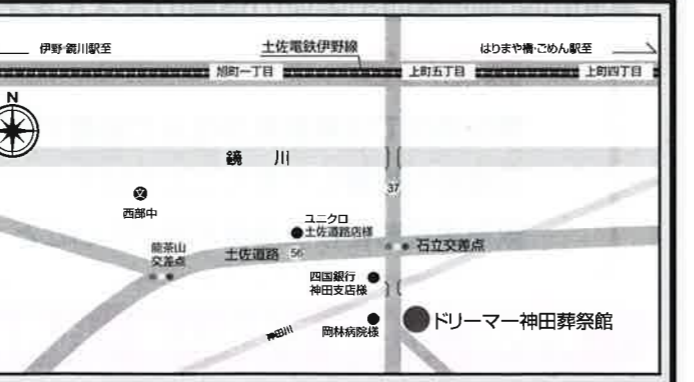 伊野・鏡川駅至
土佐電鉄伊野線
はりまや橋・ごめん駅至
旭町一丁目
上町五丁目
上町四丁目
N
鏡川
37
文
西部中
ユニクロ
土佐道路店様
能茶山
交差点
土佐道路
56
石立交差点
四国銀行
神田支店様
神田川
岡林病院様
ドリーマー神田葬祭館